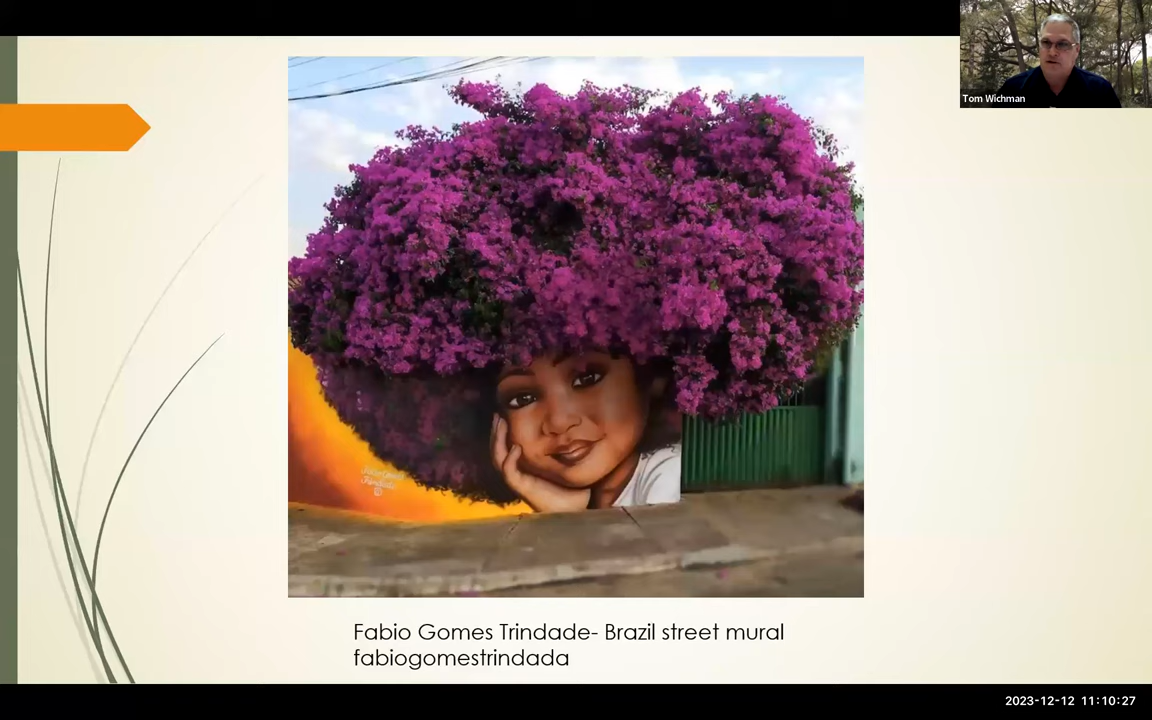 Tom Wichman
Fabio Gomes Trindade- Brazil street mural
fabiogomestrindada
2023-12-12 11:10:27